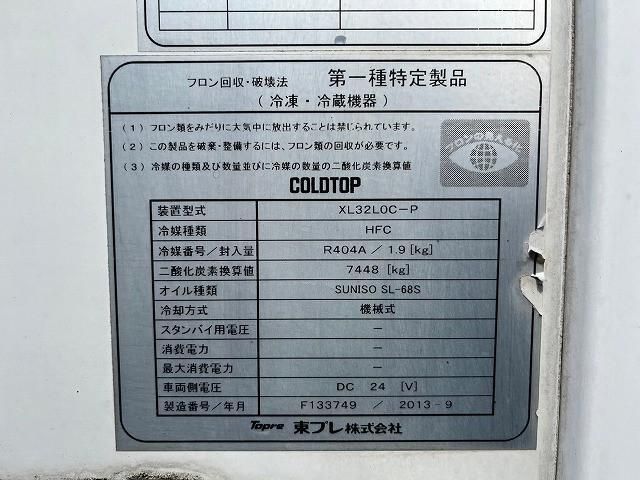 フロン回収・破壊法 第一種特定製品
(冷凍・冷蔵機器)
(1) フロン類をみだりに大気中に放出することは禁じられています。
(2) この製品を破棄・整備するには、フロン類の回収が必要です。
(3) 冷媒の種類及び数量並びに冷媒の数量の二酸化炭素換算値
フロンの見える化
COLDTOP
装置型式 XL32L0C-P
冷媒種類 HFC
冷媒番号/封入量 R404A / 1.9 [kg]
二酸化炭素換算値 7448 [kg]
オイル種類 SUNISO SL-68S
冷却方式 機械式
スタンバイ用電圧 -
消費電力 -
最大消費電力 -
車両側電圧 DC 24 [V]
製造番号/年月 F133749 / 2013-9
Topre 東プレ株式会社